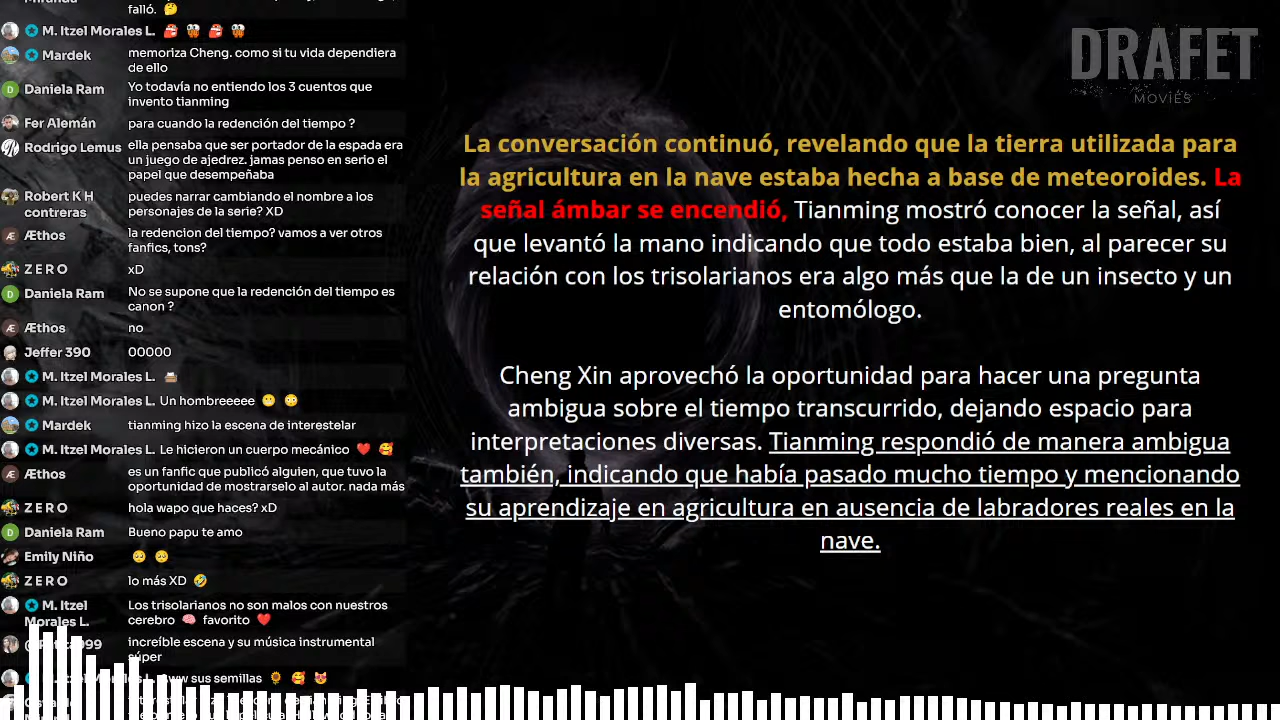 falló. 🤔
M. Itzel Morales L.
Mardek memoriza Cheng. como si tu vida dependiera
de ello
D Daniela Ram Yo todavía no entiendo los 3 cuentos que
invento tianming
Fer Alemán para cuando la redención del tiempo ?
Rodrigo Lemus ella pensaba que ser portador de la espada era
un juego de ajedrez. jamas penso en serio el
papel que desempeñaba
Robert K H puedes narrar cambiando el nombre a los
contreras personajes de la serie? XD
Æ Æthos la redencion del tiempo? vamos a ver otros
fanfics, tons?
Z E R O xD
D Daniela Ram No se supone que la redención del tiempo es
canon ?
Æ Æthos no
Jeffer 390 00000
M. Itzel Morales L.
M. Itzel Morales L. Un hombreeeee
Mardek tianming hizo la escena de interestelar
M. Itzel Morales L. Le hicieron un cuerpo mecánico ❤️ 🥰
Æ Æthos es un fanfic que publicó alguien, que tuvo la
oportunidad de mostrarselo al autor. nada más
Z E R O hola wapo que haces? xD
D Daniela Ram Bueno papu te amo
Emily Niño 🥺 🥺
Z E R O lo más XD 🤣
M. Itzel Los trisolarianos no son malos con nuestros
Morales L. cerebro 🧠 favorito ❤️
increíble escena y su música instrumental
súper
sus semillas 🌻 🥰 😻
DRAFET
MOVIES
La conversación continuó, revelando que la tierra utilizada para
la agricultura en la nave estaba hecha a base de meteoroides. La
señal ámbar se encendió, Tianming mostró conocer la señal, así
que levantó la mano indicando que todo estaba bien, al parecer su
relación con los trisolarianos era algo más que la de un insecto y un
entomólogo.
Cheng Xin aprovechó la oportunidad para hacer una pregunta
ambigua sobre el tiempo transcurrido, dejando espacio para
interpretaciones diversas. Tianming respondió de manera ambigua
también, indicando que había pasado mucho tiempo y mencionando
su aprendizaje en agricultura en ausencia de labradores reales en la
nave.